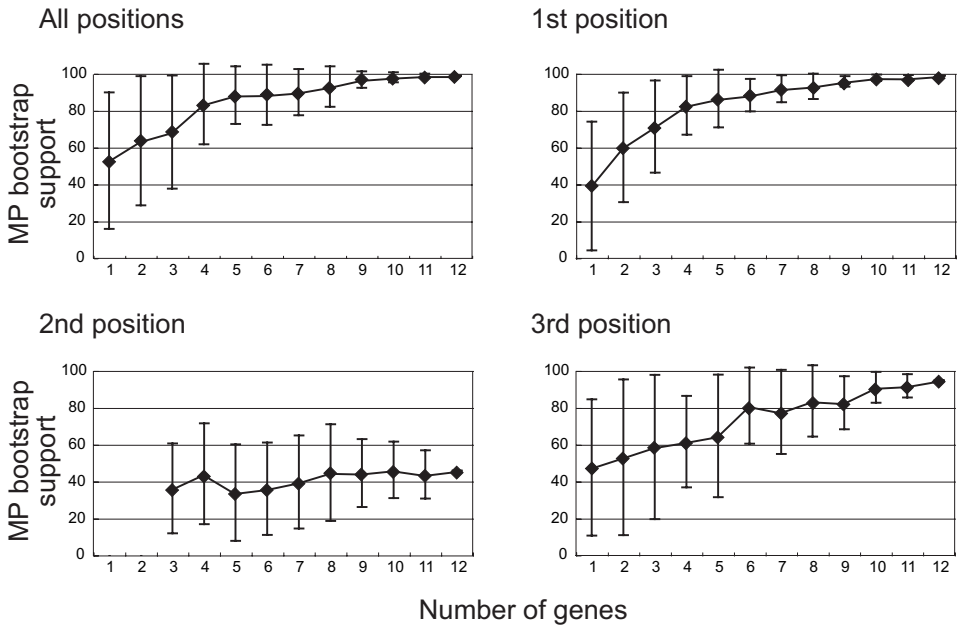 All positions
1st position
MP bootstrap
support
100
80
60
40
20
0
1 2 3 4 5 6 7 8 9 10 11 12
100
80
60
40
20
0
1 2 3 4 5 6 7 8 9 10 11 12
2nd position
3rd position
MP bootstrap
support
100
80
60
40
20
0
1 2 3 4 5 6 7 8 9 10 11 12
100
80
60
40
20
0
1 2 3 4 5 6 7 8 9 10 11 12
Number of genes